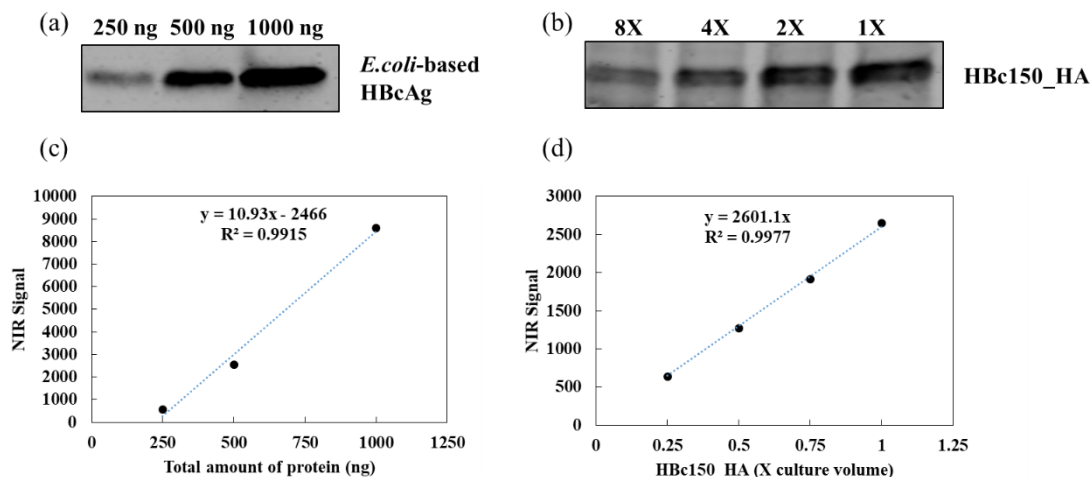 (a)
250 ng 500 ng 1000 ng
E.coli-based
HBcAg
(b)
8X 4X 2X 1X
HBc150_HA
(c)
y = 10.93x - 2466
R² = 0.9915
NIR Signal
10000
9000
8000
7000
6000
5000
4000
3000
2000
1000
0
0 250 500 750 1000 1250
Total amount of protein (ng)
(d)
y = 2601.1x
R² = 0.9977
NIR Signal
3000
2500
2000
1500
1000
500
0
0 0.25 0.5 0.75 1 1.25
HBc150_HA (X culture volume)